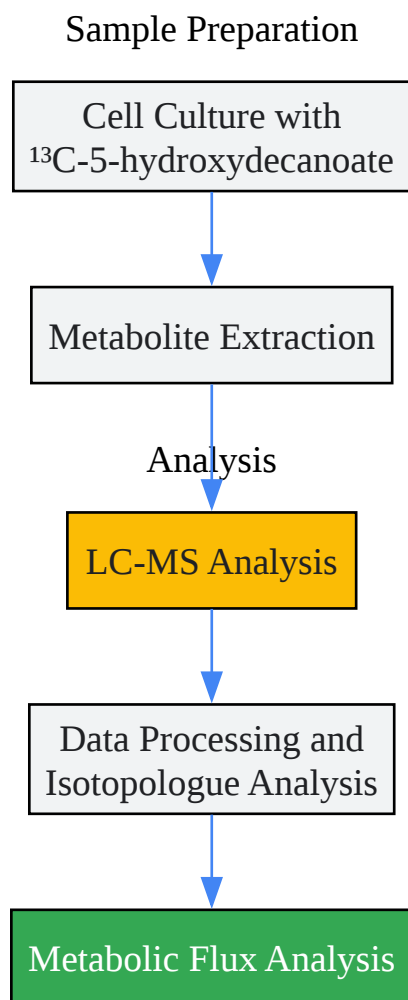 Sample Preparation
Cell Culture with
¹³C-5-hydroxydecanoate
Metabolite Extraction
Analysis
LC-MS Analysis
Data Processing and
Isotopologue Analysis
Metabolic Flux Analysis